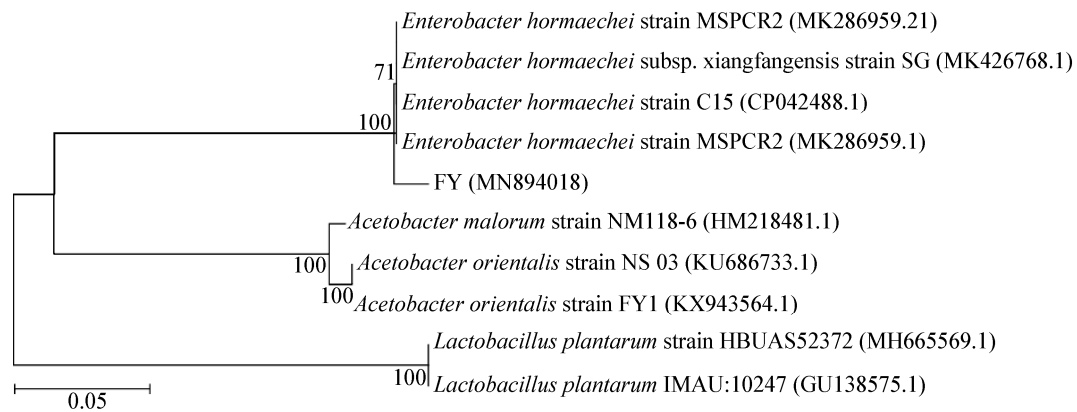 Enterobacter hormaechei strain MSPCR2 (MK286959.21)
71
Enterobacter hormaechei subsp. xiangfangensis strain SG (MK426768.1)
Enterobacter hormaechei strain C15 (CP042488.1)
100
Enterobacter hormaechei strain MSPCR2 (MK286959.1)
FY (MN894018)
Acetobacter malorum strain NM118-6 (HM218481.1)
100
Acetobacter orientalis strain NS 03 (KU686733.1)
100
Acetobacter orientalis strain FY1 (KX943564.1)
Lactobacillus plantarum strain HBUAS52372 (MH665569.1)
100
Lactobacillus plantarum IMAU:10247 (GU138575.1)
0.05